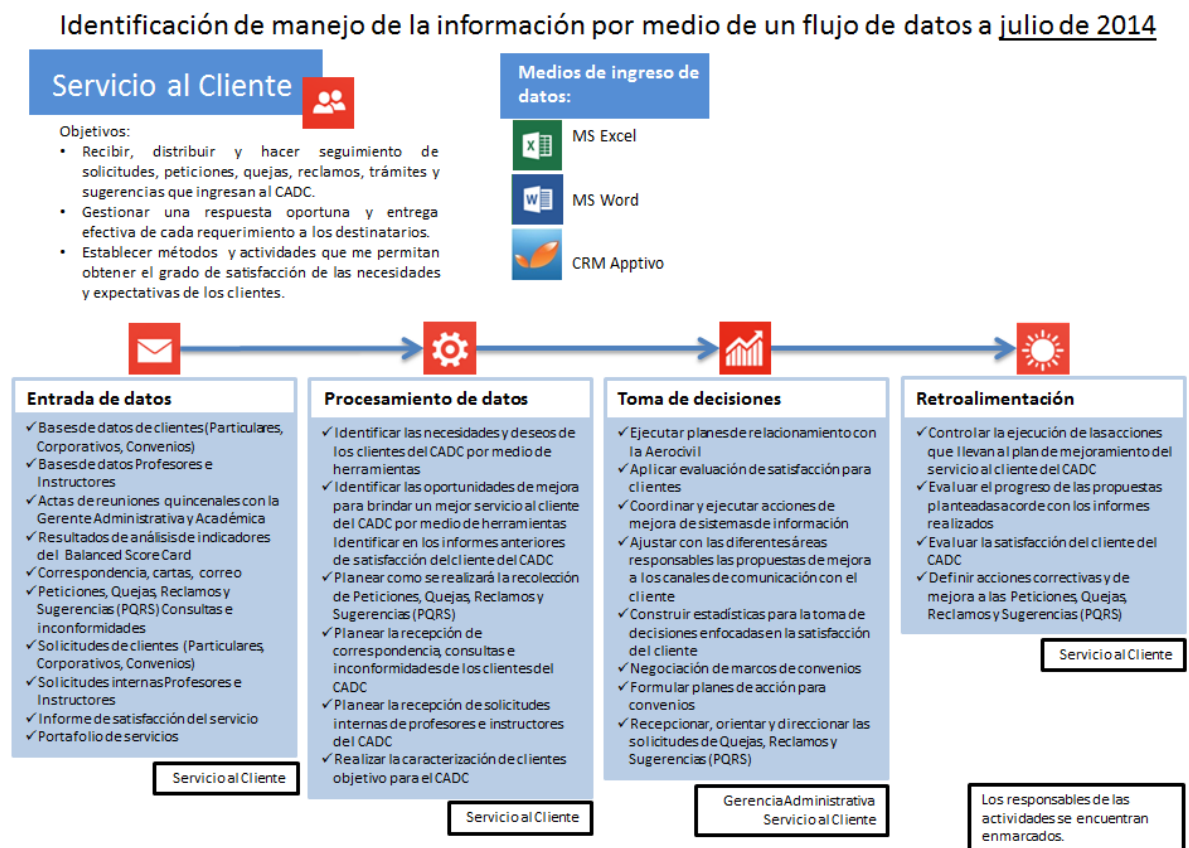 Identificación de manejo de la información por medio de un flujo de datos a julio de 2014
Servicio al Cliente
Objetivos:
• Recibir, distribuir y hacer seguimiento de
solicitudes, peticiones, quejas, reclamos, trámites y
sugerencias que ingresan al CADC.
• Gestionar una respuesta oportuna y entrega
efectiva de cada requerimiento a los destinatarios.
• Establecer métodos y actividades que me permitan
obtener el grado de satisfacción de las necesidades
y expectativas de los clientes.
Medios de ingreso de
datos:
MS Excel
MS Word
CRM Apptivo
Entrada de datos
✓Bases de datos de clientes (Particulares,
Corporativos, Convenios)
✓Bases de datos Profesores e
Instructores
✓Actas de reuniones quincenales con la
Gerente Administrativa y Académica
✓Resultados de análisis de indicadores
del Balanced Score Card
✓Correspondencia, cartas, correo
✓Peticiones, Quejas, Reclamos y
Sugerencias (PQRS) Consultas e
inconformidades
✓Solicitudes de clientes (Particulares,
Corporativos, Convenios)
✓Solicitudes internas Profesores e
Instructores
✓Informe de satisfacción del servicio
✓Portafolio de servicios
Servicio al Cliente
Procesamiento de datos
✓Identificar las necesidades y deseos de
los clientes del CADC por medio de
herramientas
✓Identificar las oportunidades de mejora
para brindar un mejor servicio al cliente
del CADC por medio de herramientas
Identificar en los informes anteriores
de satisfacción del cliente del CADC
✓Planear como se realizará la recolección
de Peticiones, Quejas, Reclamos y
Sugerencias (PQRS)
✓Planear la recepción de
correspondencia, consultas e
inconformidades de los clientes del
CADC
✓Planear la recepción de solicitudes
internas de profesores e instructores
del CADC
✓Realizar la caracterización de clientes
objetivo para el CADC
Servicio al Cliente
Toma de decisiones
✓Ejecutar planes de relacionamiento con
la Aerocivil
✓Aplicar evaluación de satisfacción para
clientes
✓Coordinar y ejecutar acciones de
mejora de sistemas de información
✓Ajustar con las diferentes áreas
responsables las propuestas de mejora
a los canales de comunicación con el
cliente
✓Construir estadísticas para la toma de
decisiones enfocadas en la satisfacción
del cliente
✓Negociación de marcos de convenios
✓Formular planes de acción para
convenios
✓Recepcionar, orientar y direccionar las
solicitudes de Quejas, Reclamos y
Sugerencias (PQRS)
Gerencia Administrativa
Servicio al Cliente
Retroalimentación
✓Controlar la ejecución de las acciones
que llevan al plan de mejoramiento del
servicio al cliente del CADC
✓Evaluar el progreso de las propuestas
planteadas acorde con los informes
realizados
✓Evaluar la satisfacción del cliente del
CADC
✓Definir acciones correctivas y de
mejora a las Peticiones, Quejas,
Reclamos y Sugerencias (PQRS)
Servicio al Cliente
Los responsables de las
actividades se encuentran
enmarcados.